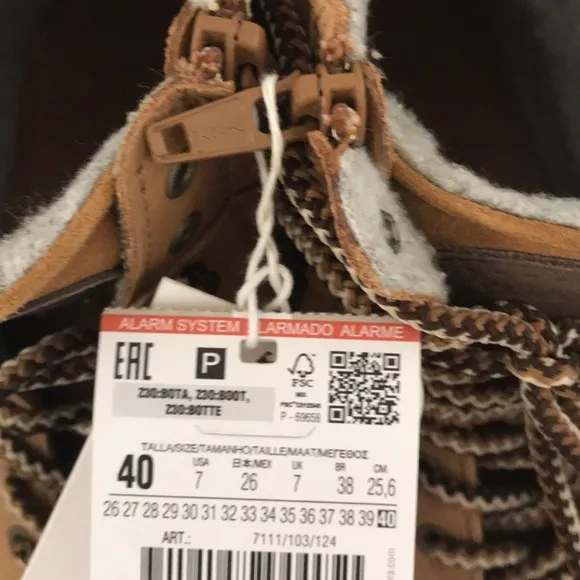 ALARM SYSTEM ALARMADO ALARME
EAC P FSC
Z30:BOTA, Z30:BOOT,
Z30:BOTTE
P - 69658
TALLA/SIZE/TAMANHO/TAILLE/MAAT/ΜΕΓΕΘΟΣ
USA 日本/MEX UK BR CM.
40 7 26 7 38 25,6
26 27 28 29 30 31 32 33 34 35 36 37 38 39 40
ART.: 7111/103/124